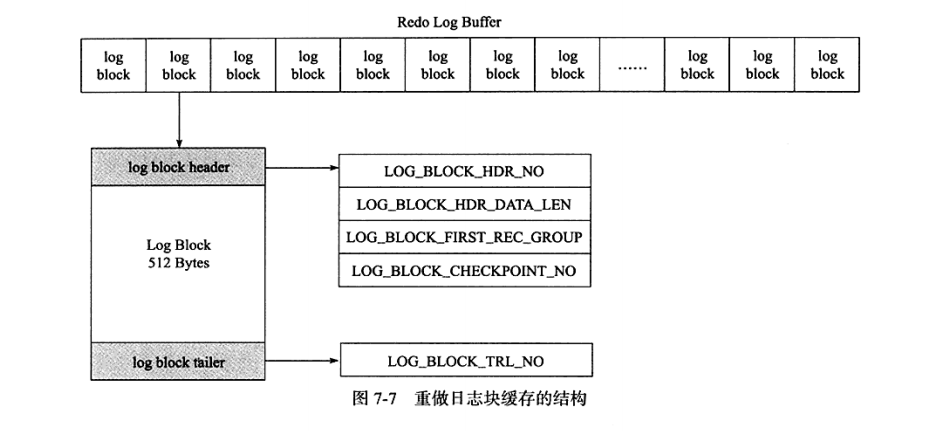 Redo Log Buffer
log block
log block
log block
log block
log block
log block
log block
log block
......
log block
log block
log block
log block header
LOG_BLOCK_HDR_NO
LOG_BLOCK_HDR_DATA_LEN
Log Block
512 Bytes
LOG_BLOCK_FIRST_REC_GROUP
LOG_BLOCK_CHECKPOINT_NO
log block tailer
LOG_BLOCK_TRL_NO
图 7-7 重做日志块缓存的结构